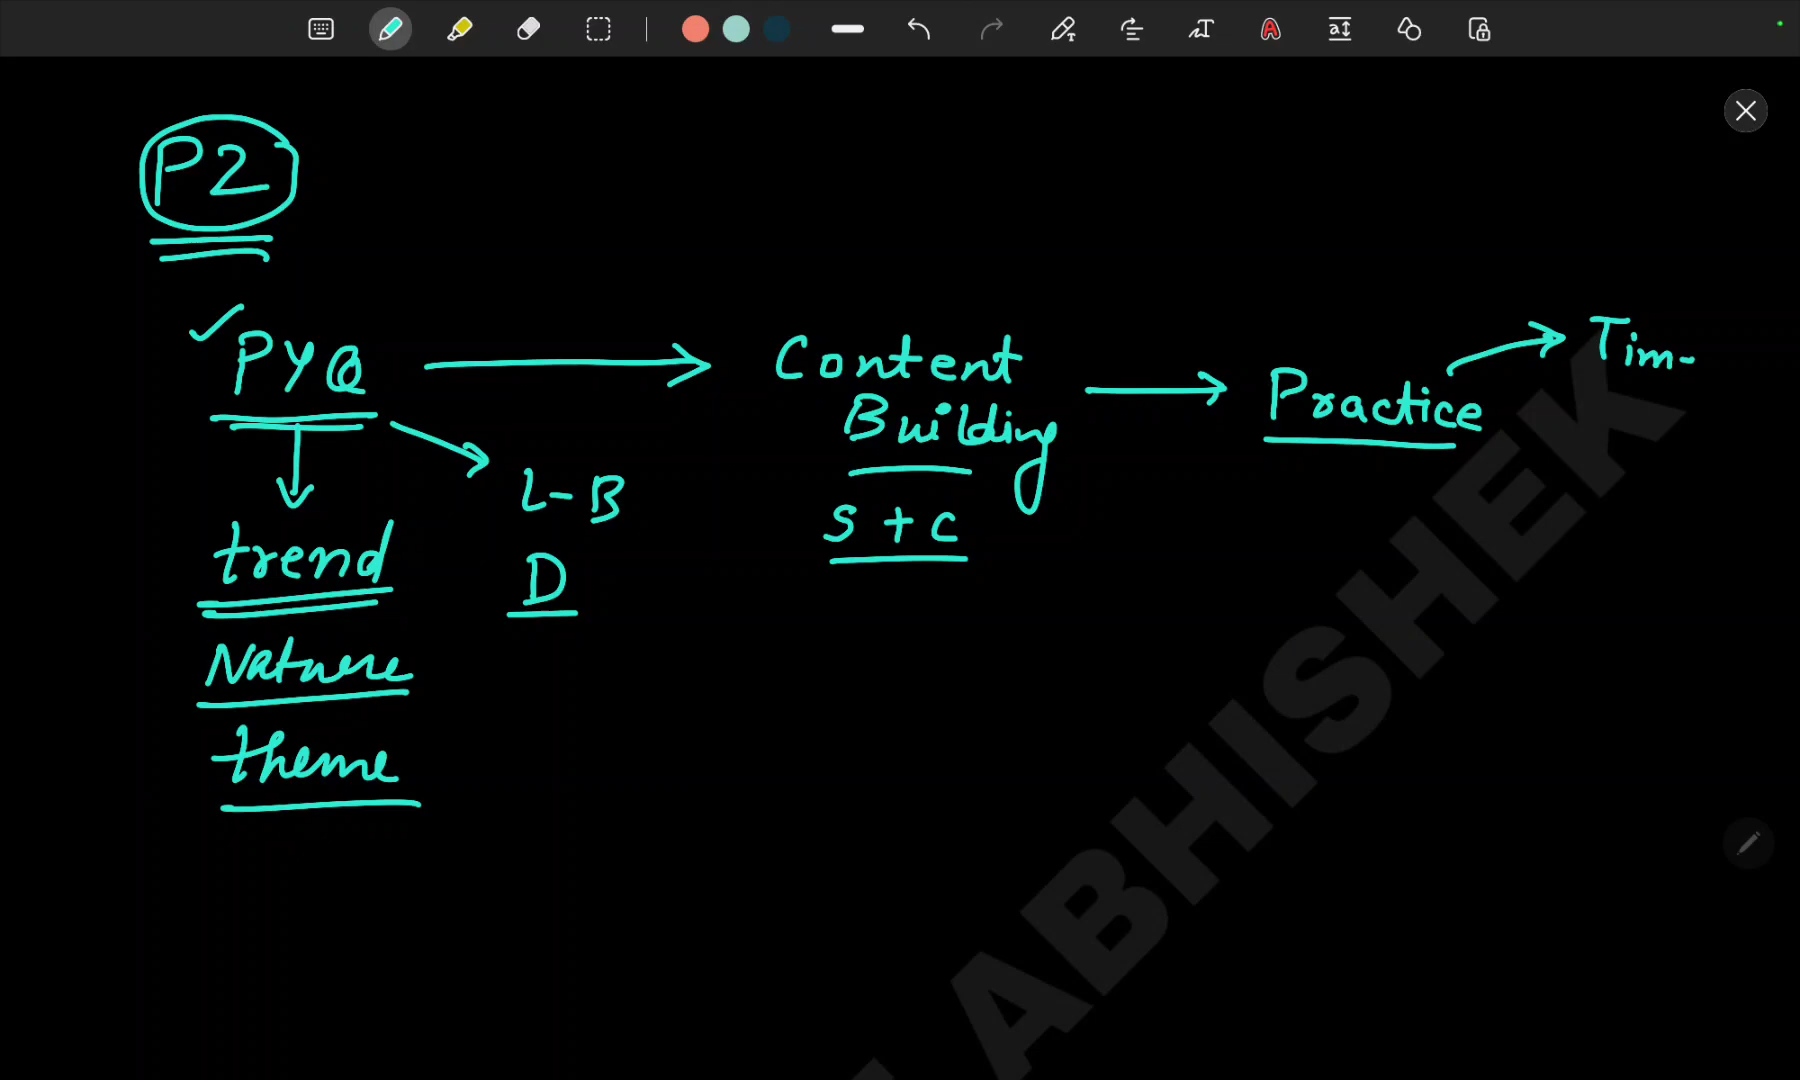 P2
PYQ → Content Building → Practice → Tim-
L-B
D
S + C
trend
Nature
theme
ABHISHEK